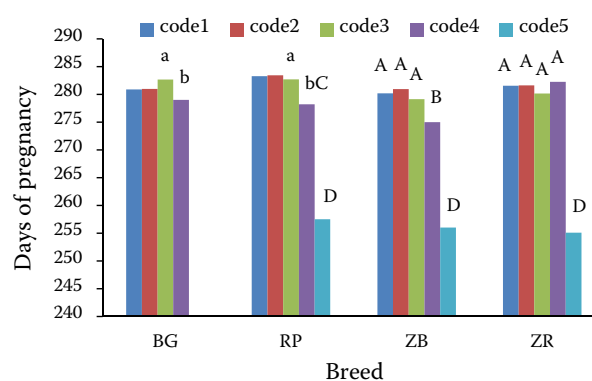 code1 code2 code3 code4 code5
290
285
280
275
270
265
260
255
250
245
240
Days of pregnancy
a
b
a
bC
D
A A A
B
D
A A A A
D
BG RP ZB ZR
Breed